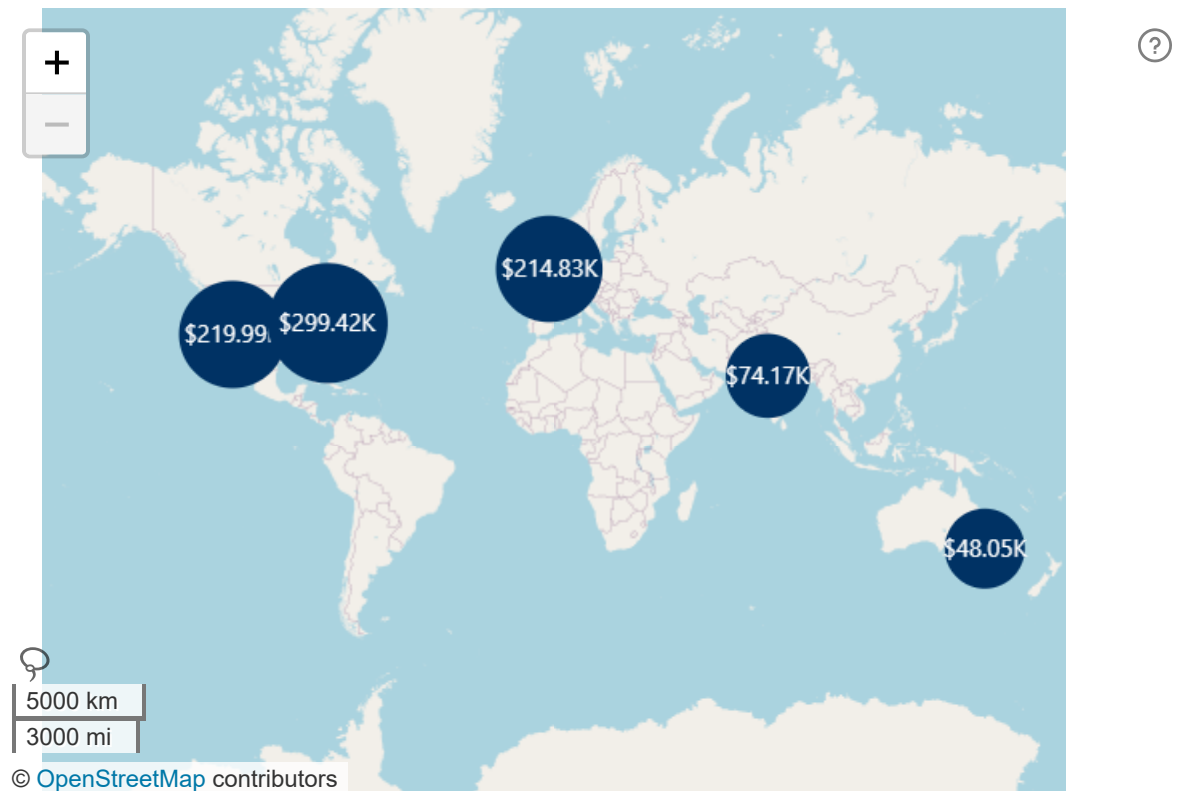 +
−
?
$214.83K
$299.42K
$219.99
$74.17K
$48.05K
5000 km
3000 mi
© OpenStreetMap contributors